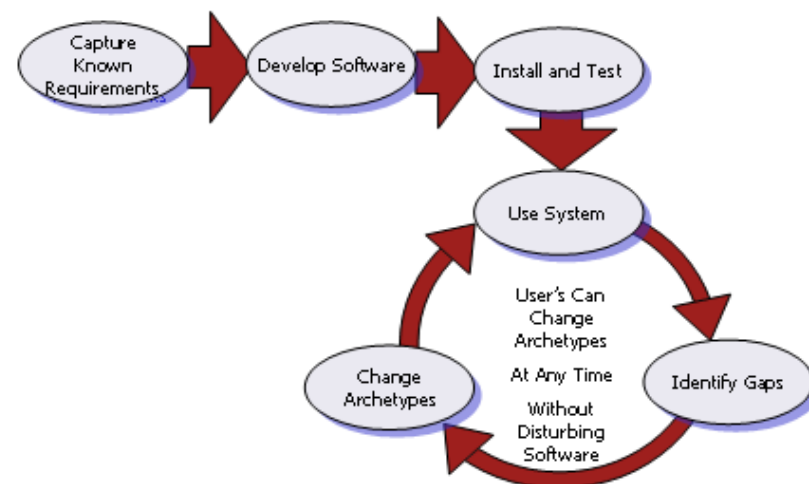 Capture
Known
Requirements
Develop Software
Install and Test
Use System
User's Can
Change
Archetypes
At Any Time
Without
Disturbing
Software
Identify Gaps
Change
Archetypes